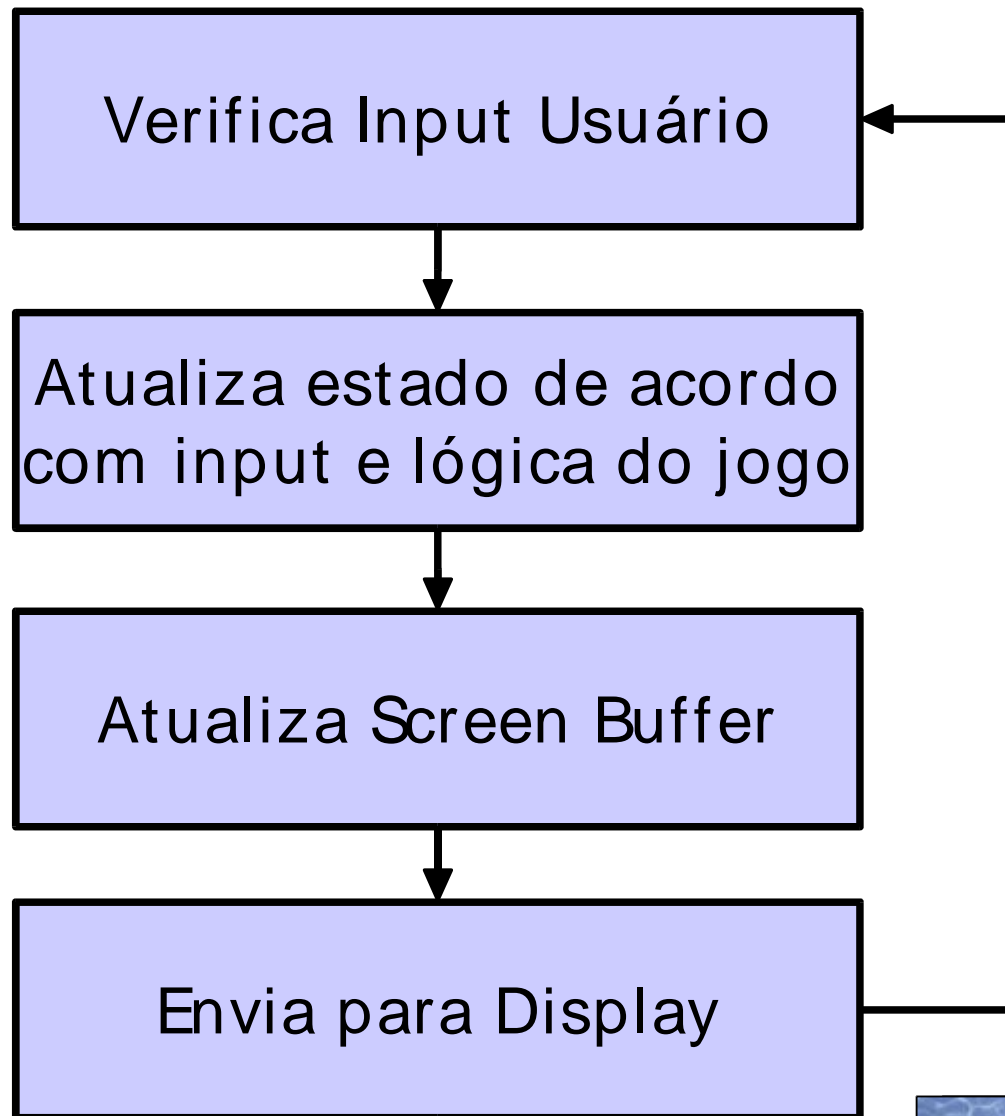 Verifica Input Usuário
Atualiza estado de acordo
com input e lógica do jogo
Atualiza Screen Buffer
Envia para Display